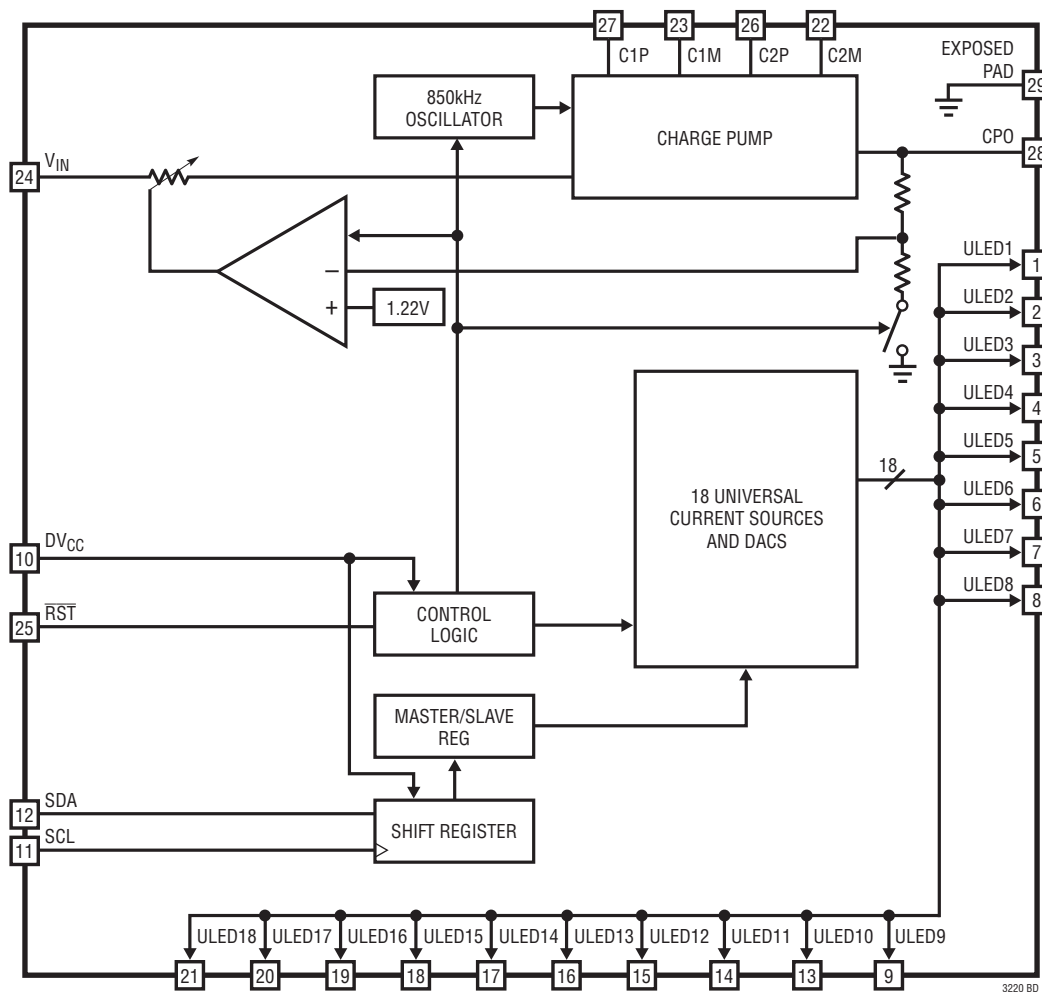 27
23
26
22
C1P
C1M
C2P
C2M
EXPOSED
PAD
29
850kHz
OSCILLATOR
CHARGE PUMP
CPO
28
VIN
24
ULED1
1
−
+
1.22V
ULED2
2
ULED3
3
ULED4
4
ULED5
5
18
ULED6
6
18 UNIVERSAL
CURRENT SOURCES
AND DACS
ULED7
7
DVCC
10
ULED8
8
RST
25
CONTROL
LOGIC
MASTER/SLAVE
REG
SDA
12
SCL
11
SHIFT REGISTER
ULED18
ULED17
ULED16
ULED15
ULED14
ULED13
ULED12
ULED11
ULED10
ULED9
21
20
19
18
17
16
15
14
13
9
3220 BD